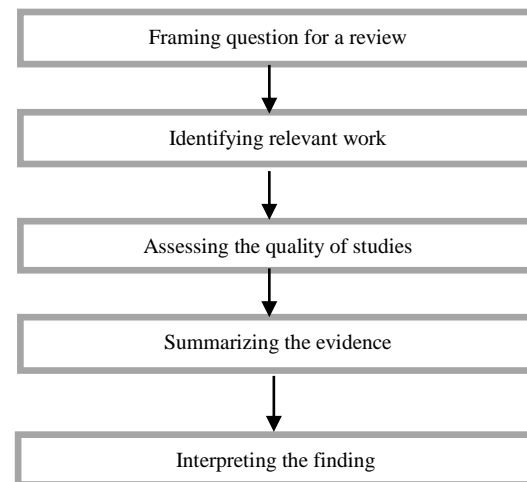 Framing question for a review
Identifying relevant work
Assessing the quality of studies
Summarizing the evidence
Interpreting the finding